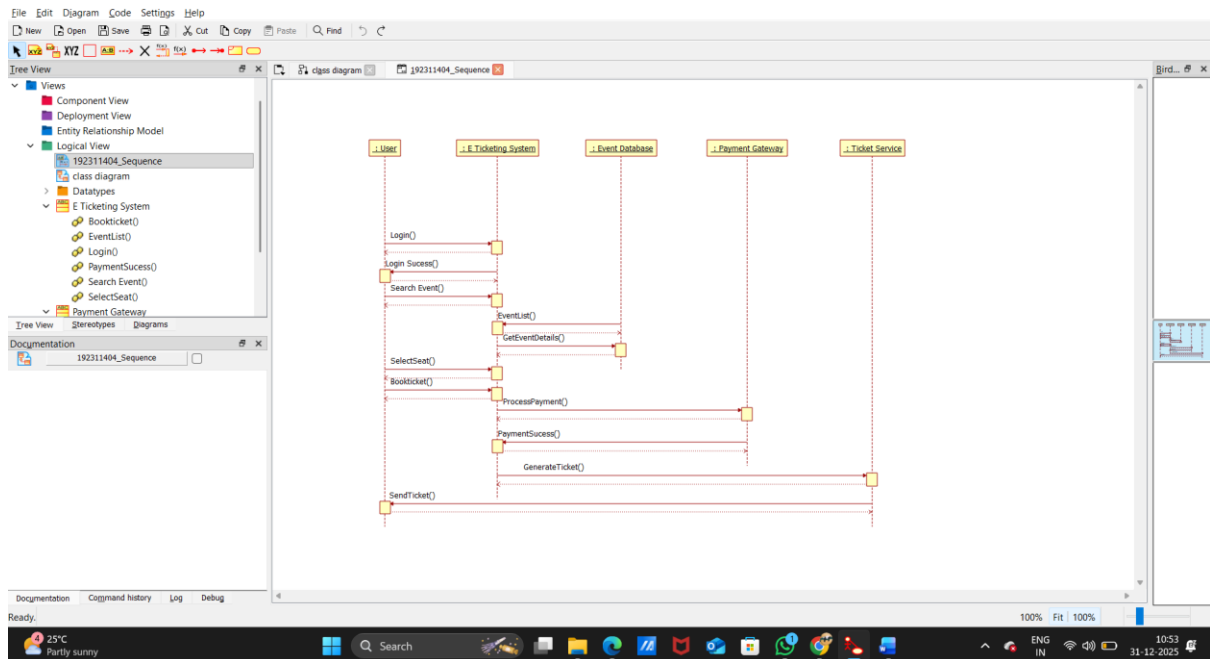 File Edit Diagram Code Settings Help
New Open Save Cut Copy Paste Find
XYZ XYZ A.B f(x) f(x)
Tree View
class diagram 192311404_Sequence
Bird...
Views
Component View
Deployment View
Entity Relationship Model
Logical View
192311404_Sequence
class diagram
Datatypes
E Ticketing System
Bookticket()
EventList()
Login()
PaymentSucess()
Search Event()
SelectSeat()
Payment Gateway
Tree View Stereotypes Diagrams
Documentation
192311404_Sequence
: User : E Ticketing System : Event Database : Payment Gateway : Ticket Service
Login()
Login Sucess()
Search Event()
EventList()
GetEventDetails()
SelectSeat()
Bookticket()
ProcessPayment()
PaymentSucess()
GenerateTicket()
SendTicket()
Documentation Command history Log Debug
Ready. 100% Fit 100%
4 25°C
Partly sunny
Search
1
ENG
IN
10:53
31-12-2025